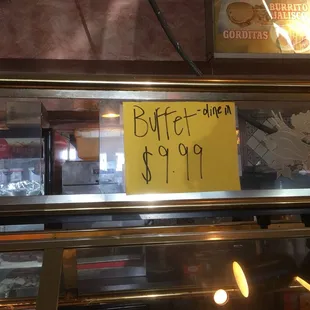 BURRITO
JALISCO
GORDITAS
Buffet -dine in
$9.99